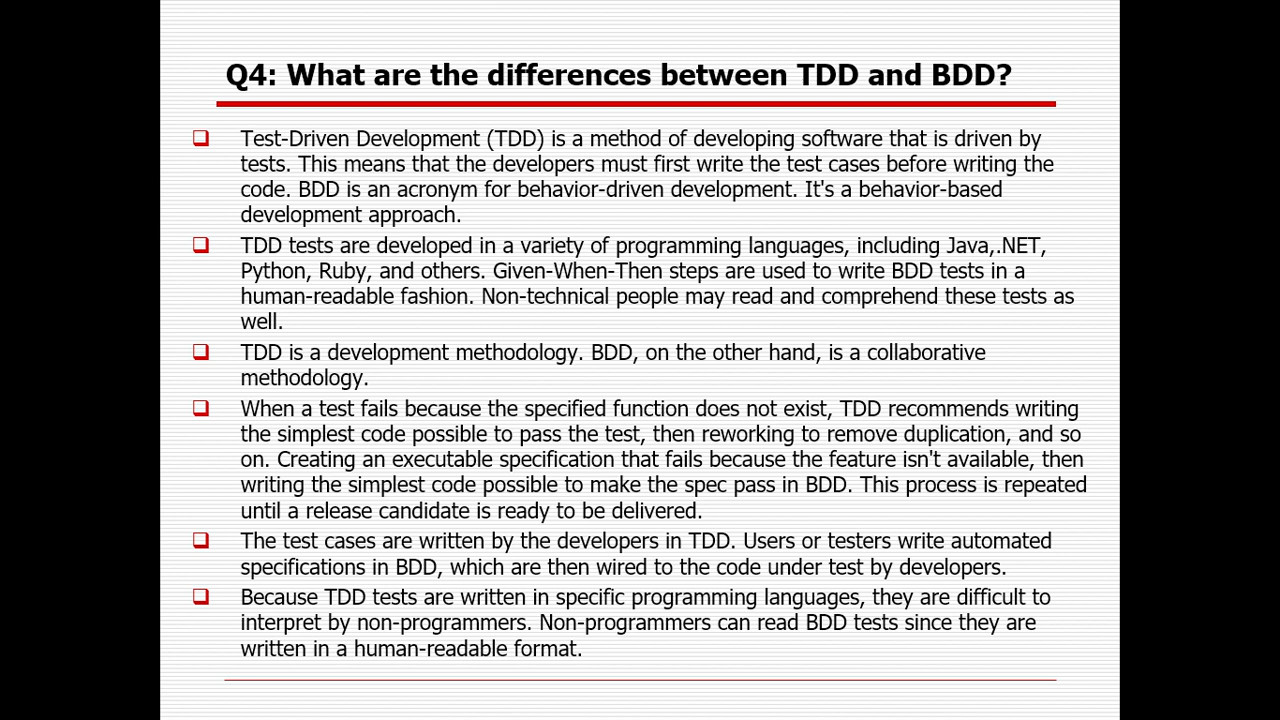 Q4: What are the differences between TDD and BDD?
Test-Driven Development (TDD) is a method of developing software that is driven by
tests. This means that the developers must first write the test cases before writing the
code. BDD is an acronym for behavior-driven development. It's a behavior-based
development approach.
TDD tests are developed in a variety of programming languages, including Java,.NET,
Python, Ruby, and others. Given-When-Then steps are used to write BDD tests in a
human-readable fashion. Non-technical people may read and comprehend these tests as
well.
TDD is a development methodology. BDD, on the other hand, is a collaborative
methodology.
When a test fails because the specified function does not exist, TDD recommends writing
the simplest code possible to pass the test, then reworking to remove duplication, and so
on. Creating an executable specification that fails because the feature isn't available, then
writing the simplest code possible to make the spec pass in BDD. This process is repeated
until a release candidate is ready to be delivered.
The test cases are written by the developers in TDD. Users or testers write automated
specifications in BDD, which are then wired to the code under test by developers.
Because TDD tests are written in specific programming languages, they are difficult to
interpret by non-programmers. Non-programmers can read BDD tests since they are
written in a human-readable format.